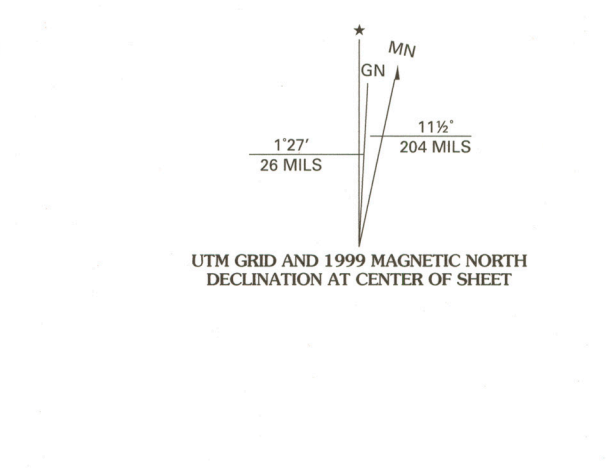 ★
MN
GN
11½°
204 MILS
1°27′
26 MILS
UTM GRID AND 1999 MAGNETIC NORTH
DECLINATION AT CENTER OF SHEET